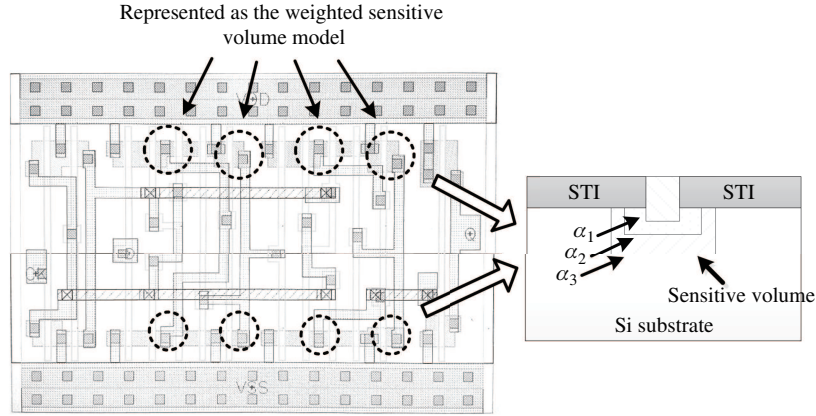 Represented as the weighted sensitive
volume model
VDD
D
Q
VSS
STI
STI
α1
α2
α3
Sensitive volume
Si substrate